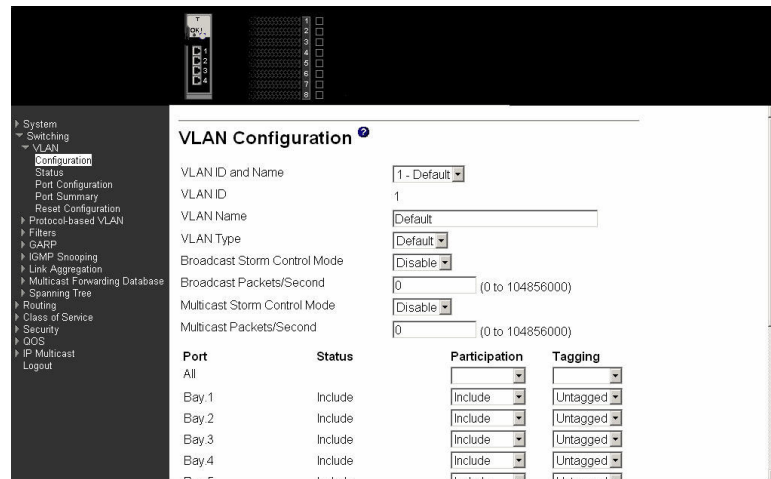 T
OK!
1
2
3
4
1
2
3
4
5
6
7
8
System
Switching
VLAN
Configuration
Status
Port Configuration
Port Summary
Reset Configuration
Protocol-based VLAN
Filters
GARP
IGMP Snooping
Link Aggregation
Multicast Forwarding Database
Spanning Tree
Routing
Class of Service
Security
QOS
IP Multicast
Logout
VLAN Configuration ?
VLAN ID and Name 1 - Default
VLAN ID 1
VLAN Name Default
VLAN Type Default
Broadcast Storm Control Mode Disable
Broadcast Packets/Second 0 (0 to 104856000)
Multicast Storm Control Mode Disable
Multicast Packets/Second 0 (0 to 104856000)
Port Status Participation Tagging
All
Bay.1 Include Include Untagged
Bay.2 Include Include Untagged
Bay.3 Include Include Untagged
Bay.4 Include Include Untagged